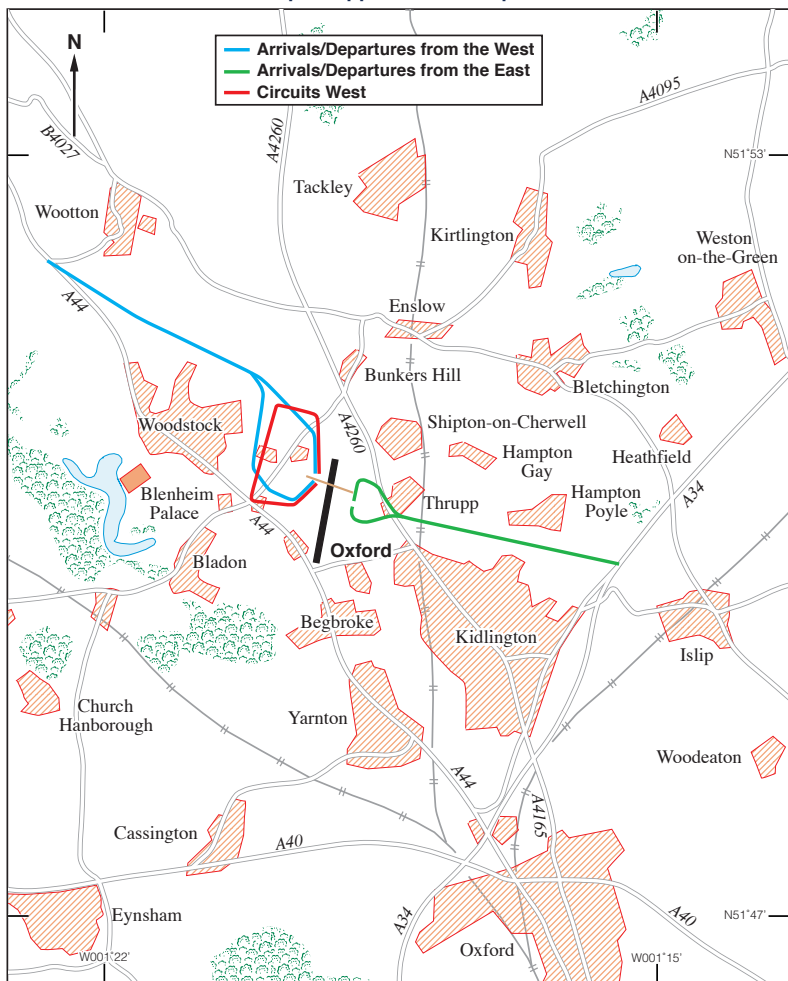 Arrivals/Departures from the West
Arrivals/Departures from the East
Circuits West
N
B4027
A4260
A4095
N51°53'
Tackley
Wootton
Kirtlington
Weston
on-the-Green
A44
Enslow
Bunkers Hill
Bletchington
Woodstock
A4260
Shipton-on-Cherwell
Hampton
Gay
Heathfield
Blenheim
Palace
A44
Thrupp
Hampton
Poyle
A34
Oxford
Bladon
Begbroke
Kidlington
Islip
Church
Hanborough
Yarnton
Woodeaton
A44
A4165
Cassington
A40
Eynsham
A34
Oxford
A40
N51°47'
W001°22'
W001°15'